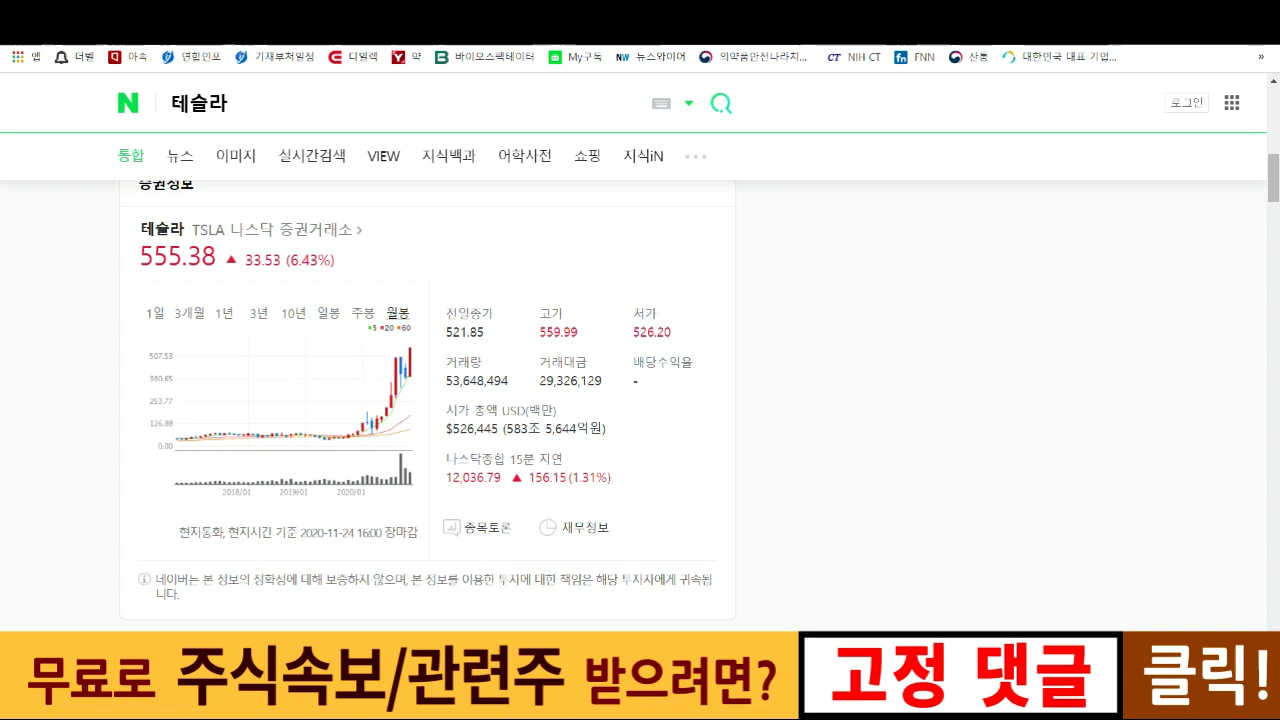 앱 더벨 아속 연합인포 기재부처일정 디일렉 약 바이오스펙테이터 My구독 NW 뉴스와이어 의약품안전나라치... CT NIH CT fn FNN 산통 대한민국 대표 기업... »
N 테슬라 로그인
통합 뉴스 이미지 실시간검색 VIEW 지식백과 어학사전 쇼핑 지식iN
증권정보
테슬라 TSLA 나스닥 증권거래소 >
555.38 ▲ 33.53 (6.43%)
1일 3개월 1년 3년 10년 일봉 주봉 월봉
5 20 60
507.53
380.65
253.77
126.88
0.00
2018/01 2019/01 2020/01
현지통화, 현지시간 기준 2020-11-24 16:00 장마감
전일종가 고가 저가
521.85 559.99 526.20
거래량 거래대금 배당수익율
53,648,494 29,326,129 -
시가 총액 USD(백만)
$526,445 (583조 5,644억원)
나스닥종합 15분 지연
12,036.79 ▲ 156.15 (1.31%)
종목토론 재무정보
네이버는 본 정보의 정확성에 대해 보증하지 않으며, 본 정보를 이용한 투자에 대한 책임은 해당 투자자에게 귀속됩
니다.
무료로 주식속보/관련주 받으려면? 고정 댓글 클릭!